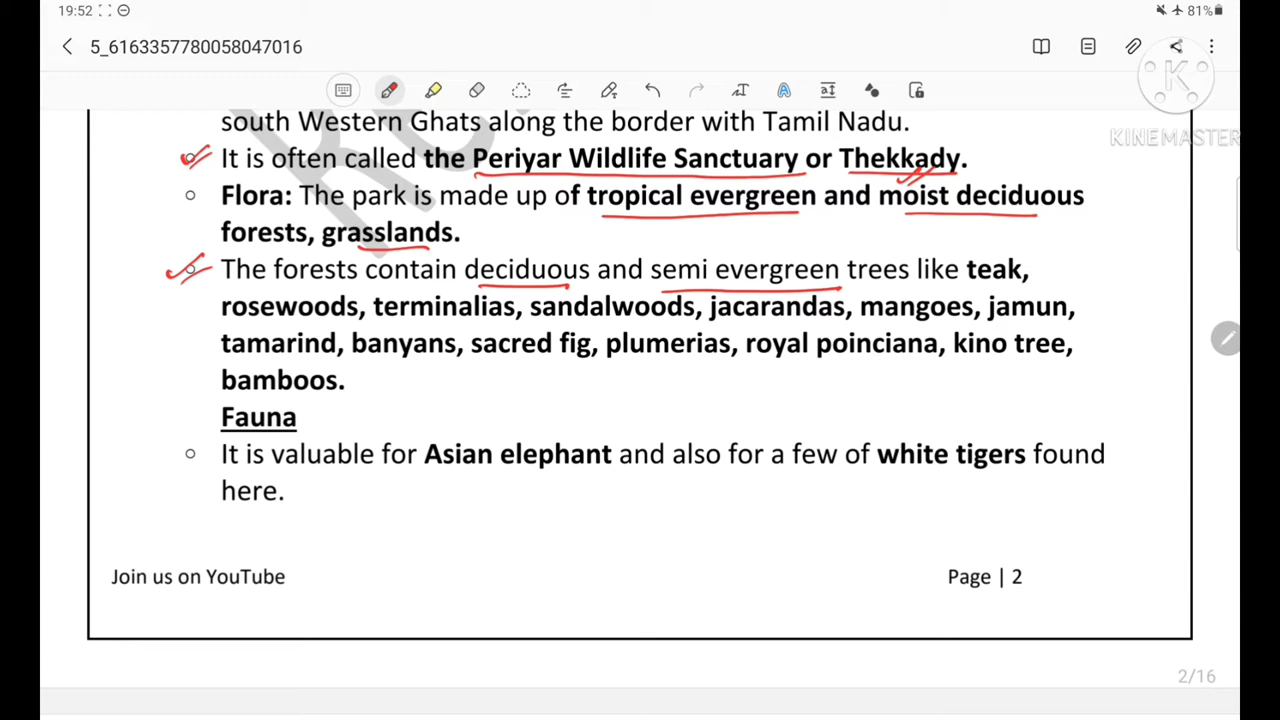 19:52
81%
5_6163357780058047016
KINEMASTER
south Western Ghats along the border with Tamil Nadu.
It is often called the Periyar Wildlife Sanctuary or Thekkady.
Flora: The park is made up of tropical evergreen and moist deciduous
forests, grasslands.
The forests contain deciduous and semi evergreen trees like teak,
rosewoods, terminalias, sandalwoods, jacarandas, mangoes, jamun,
tamarind, banyans, sacred fig, plumerias, royal poinciana, kino tree,
bamboos.
Fauna
It is valuable for Asian elephant and also for a few of white tigers found
here.
Join us on YouTube
Page | 2
2/16